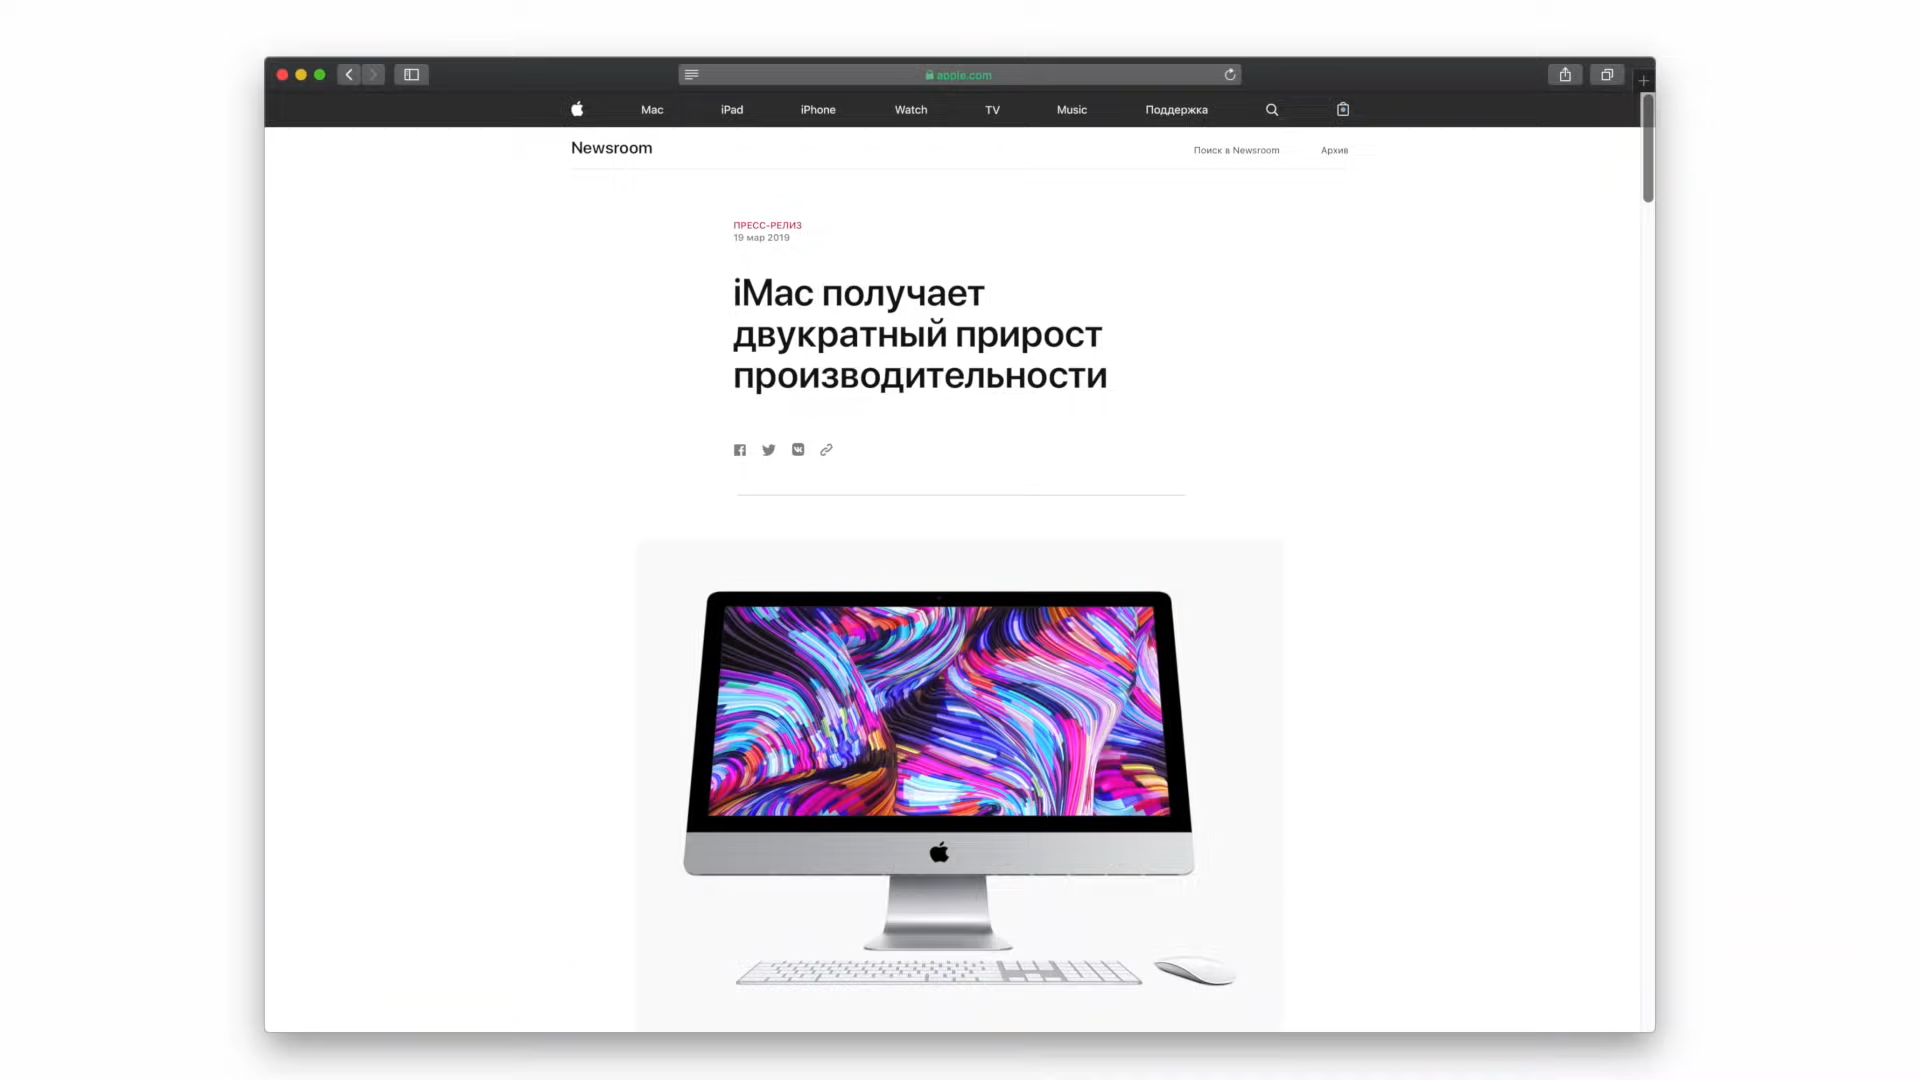 apple.com
Mac iPad iPhone Watch TV Music Поддержка
Newsroom
Поиск в Newsroom Архив
ПРЕСС-РЕЛИЗ
19 мар 2019
iMac получает
двукратный прирост
производительности